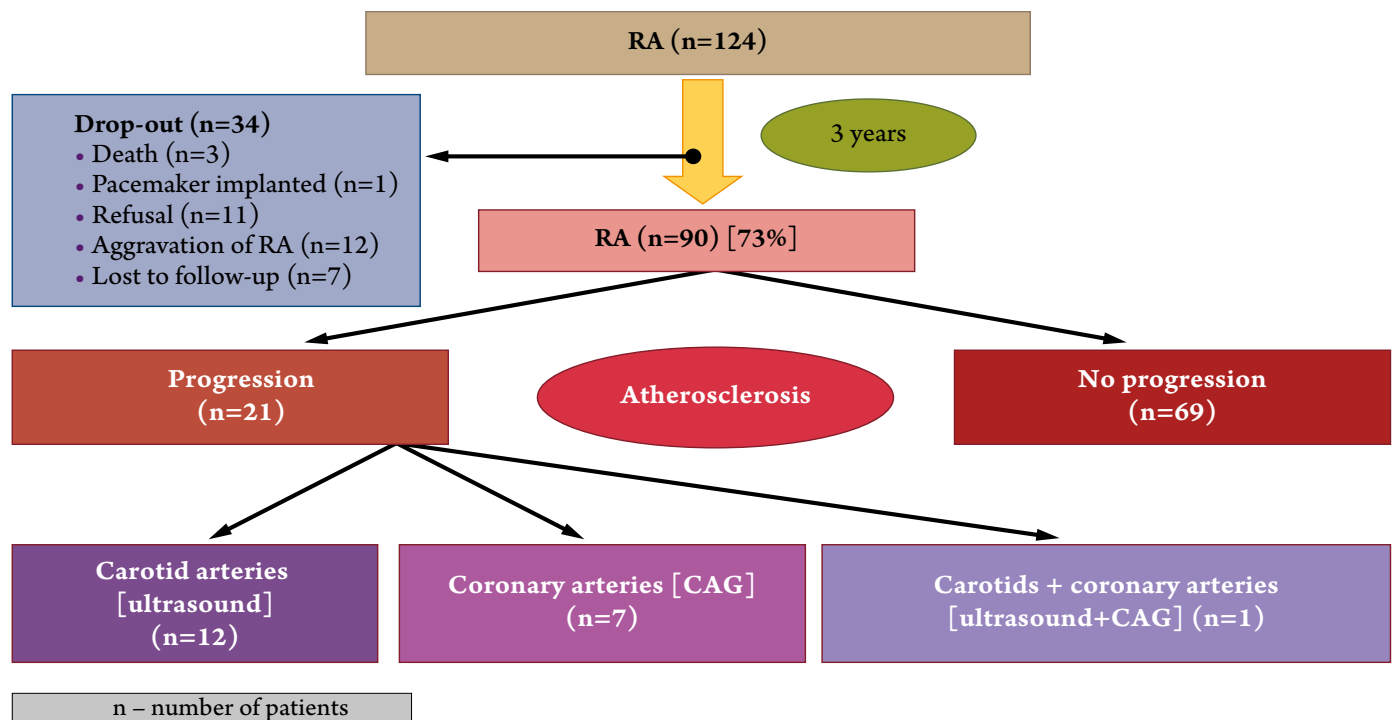 RA (n=124)
3 years
Drop-out (n=34)
• Death (n=3)
• Pacemaker implanted (n=1)
• Refusal (n=11)
• Aggravation of RA (n=12)
• Lost to follow-up (n=7)
RA (n=90) [73%]
Progression
(n=21)
Atherosclerosis
No progression
(n=69)
Carotid arteries
[ultrasound]
(n=12)
Coronary arteries [CAG]
(n=7)
Carotids + coronary arteries
[ultrasound+CAG] (n=1)
n – number of patients